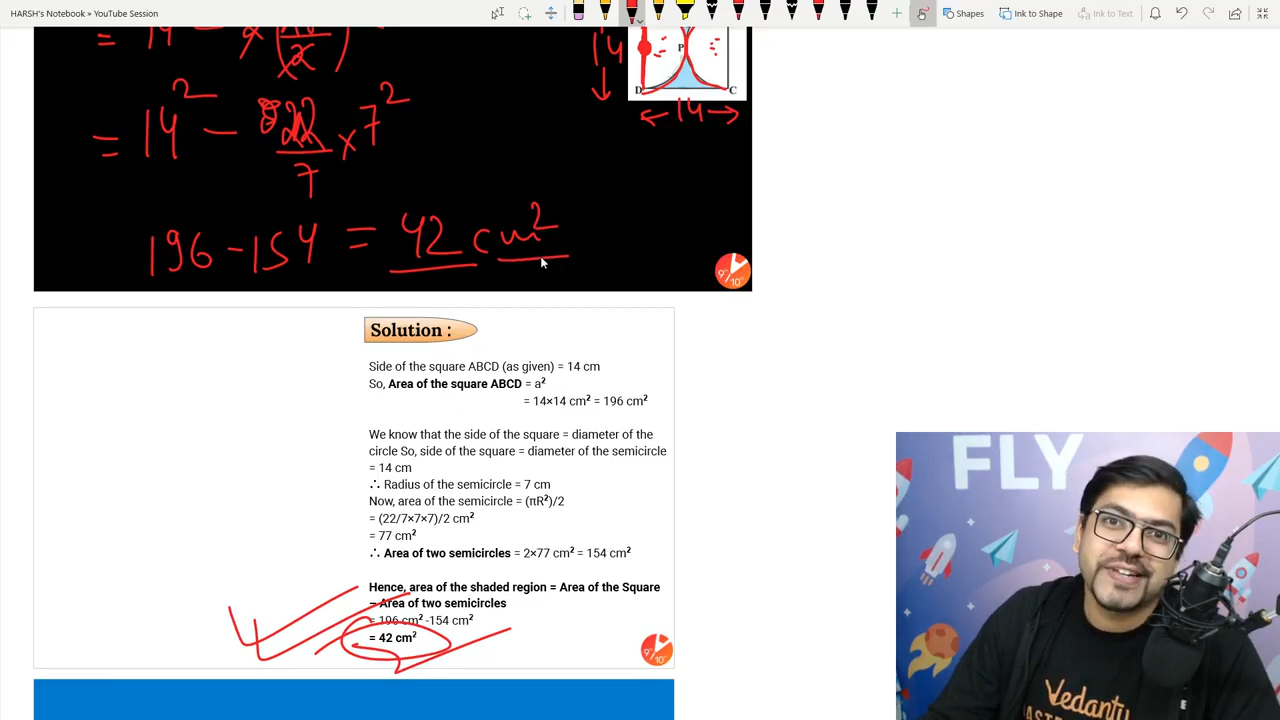 HARSH's Notebook » YouTube Session
Shapes
Ink to Shape
Ink to Text
14
P
D
C
14
= 14² - 22/7 × 7²
196 - 154 = 42 cm²
9ᵗʰ
10ᵗʰ
Solution :
Side of the square ABCD (as given) = 14 cm
So, Area of the square ABCD = a²
= 14×14 cm² = 196 cm²
We know that the side of the square = diameter of the
circle So, side of the square = diameter of the semicircle
= 14 cm
∴ Radius of the semicircle = 7 cm
Now, area of the semicircle = (πR²)/2
= (22/7×7×7)/2 cm²
= 77 cm²
∴ Area of two semicircles = 2×77 cm² = 154 cm²
Hence, area of the shaded region = Area of the Square
– Area of two semicircles
= 196 cm² -154 cm²
= 42 cm²
9ᵗʰ
10ᵗʰ
FLY
Vedantu